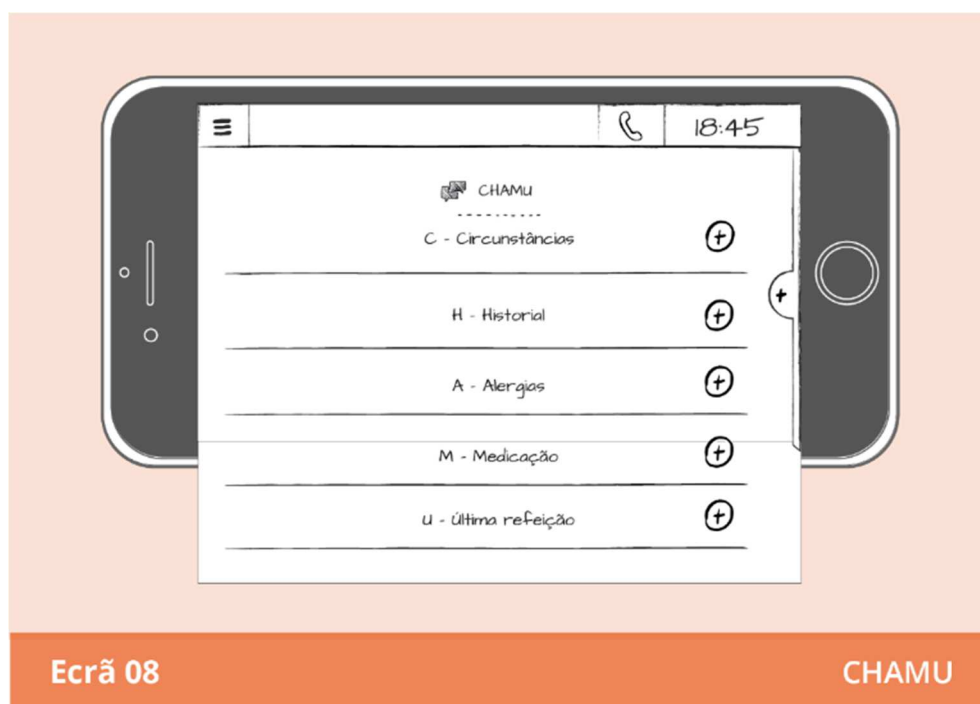 18:45
CHAMU
C - Circunstâncias
H - Historial
A - Alergias
M - Medicação
U - Última refeição
Ecrã 08
CHAMU